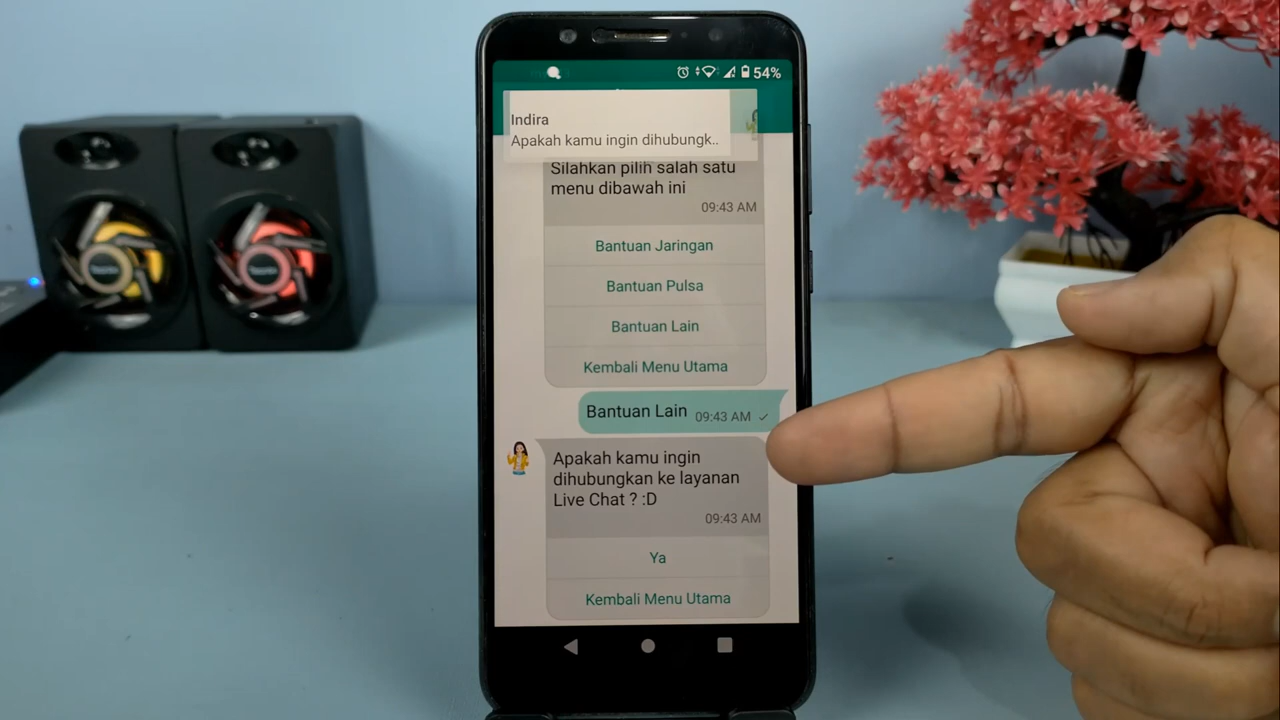 54%
Indira
Apakah kamu ingin dihubungk..
Silahkan pilih salah satu
menu dibawah ini
09:43 AM
Bantuan Jaringan
Bantuan Pulsa
Bantuan Lain
Kembali Menu Utama
Bantuan Lain 09:43 AM
Apakah kamu ingin
dihubungkan ke layanan
Live Chat ? :D
09:43 AM
Ya
Kembali Menu Utama